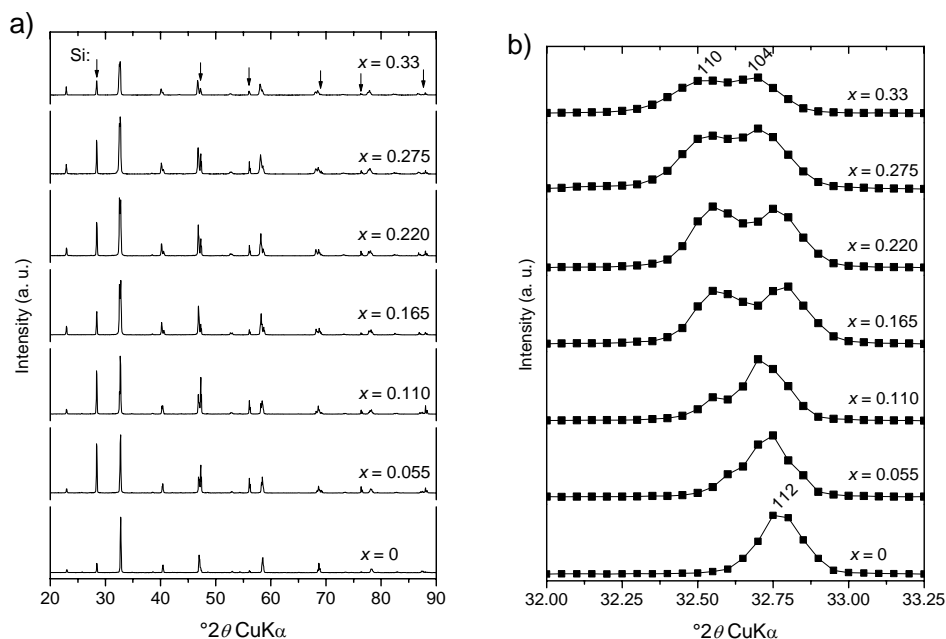 a)
Si:
x = 0.33
x = 0.275
x = 0.220
x = 0.165
x = 0.110
x = 0.055
x = 0
Intensity (a. u.)
20 30 40 50 60 70 80 90
°2θ CuKα
b)
110 104
x = 0.33
x = 0.275
x = 0.220
x = 0.165
x = 0.110
x = 0.055
112
x = 0
Intensity (a. u.)
32.00 32.25 32.50 32.75 33.00 33.25
°2θ CuKα